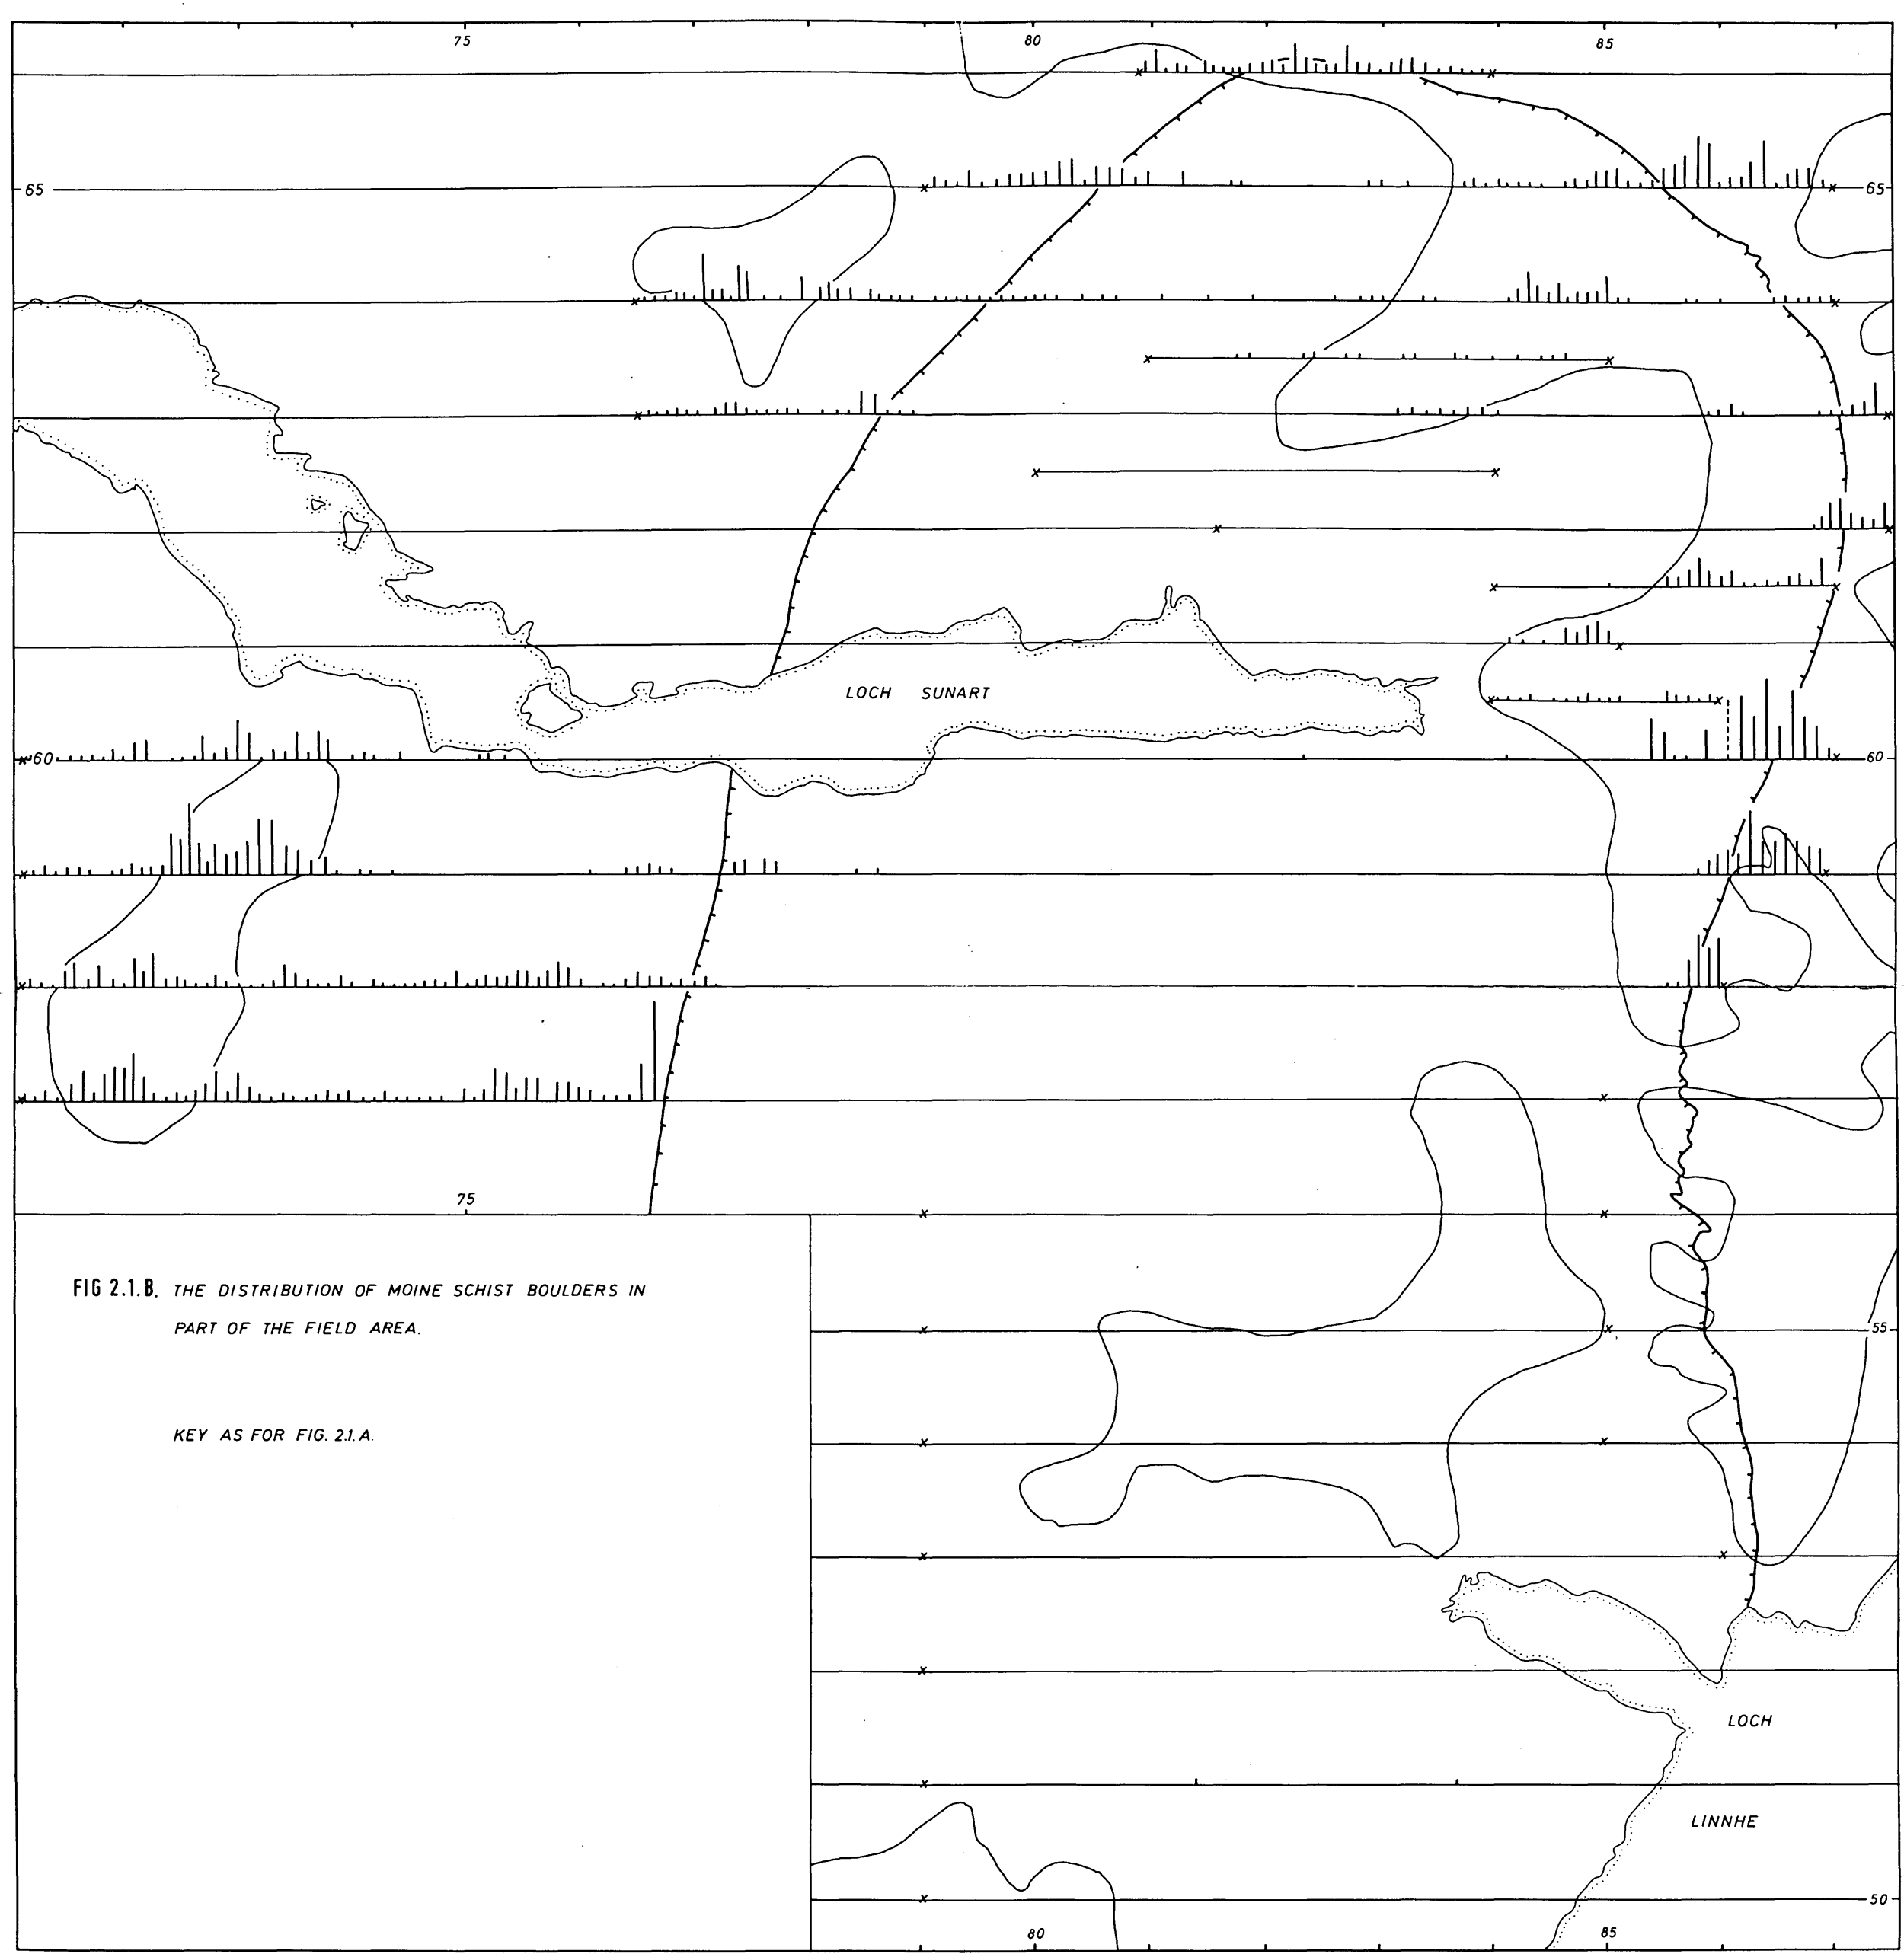 75 80 85
65 65
LOCH SUNART
60 60
75
FIG 2.1.B. THE DISTRIBUTION OF MOINE SCHIST BOULDERS IN
PART OF THE FIELD AREA.
55
KEY AS FOR FIG. 2.1.A.
LOCH
LINNHE
50
80 85